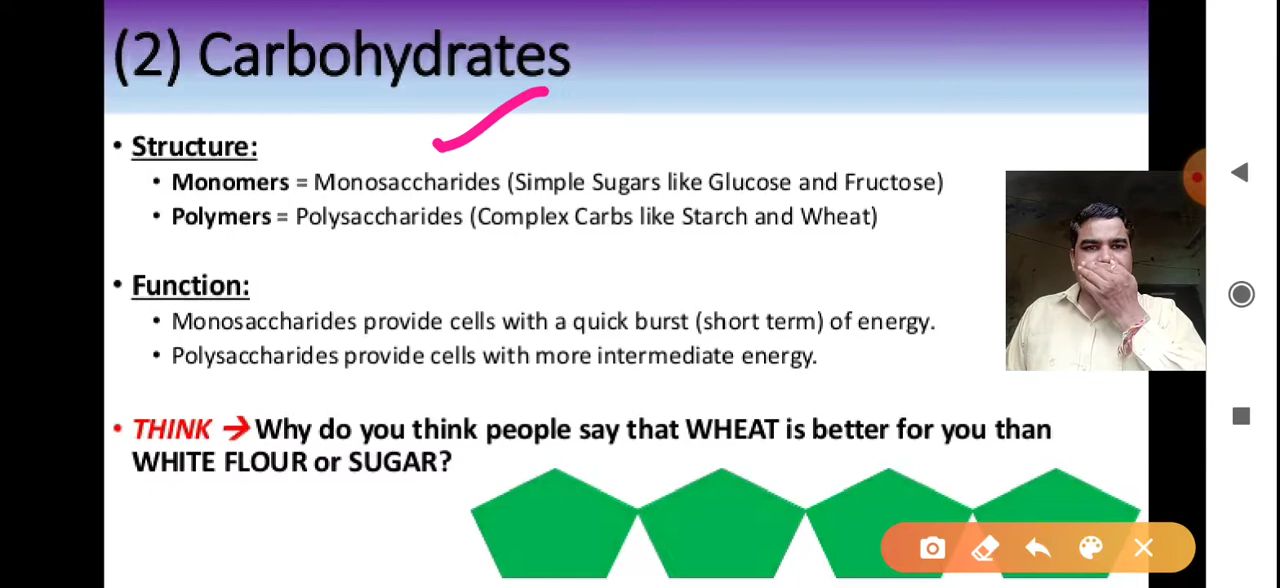 (2) Carbohydrates
• Structure:
• Monomers = Monosaccharides (Simple Sugars like Glucose and Fructose)
• Polymers = Polysaccharides (Complex Carbs like Starch and Wheat)
• Function:
• Monosaccharides provide cells with a quick burst (short term) of energy.
• Polysaccharides provide cells with more intermediate energy.
• THINK → Why do you think people say that WHEAT is better for you than
WHITE FLOUR or SUGAR?